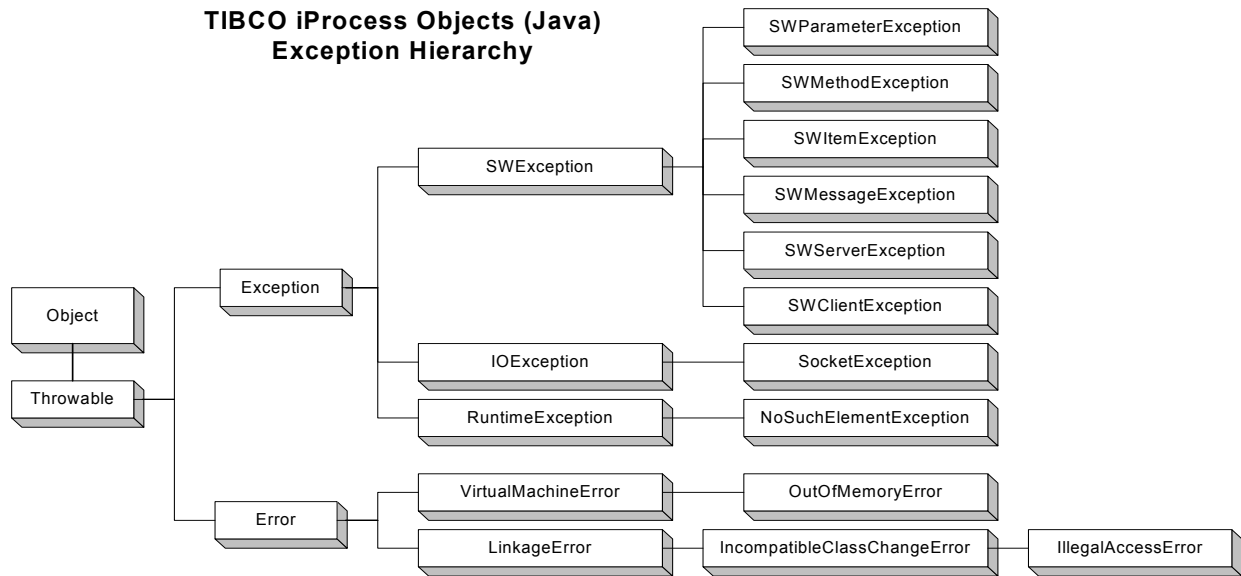 TIBCO iProcess Objects (Java)
Exception Hierarchy
SWParameterException
SWMethodException
SWItemException
SWException
SWMessageException
SWServerException
Exception
SWClientException
Object
IOException
SocketException
Throwable
RuntimeException
NoSuchElementException
VirtualMachineError
OutOfMemoryError
Error
LinkageError
IncompatibleClassChangeError
IllegalAccessError